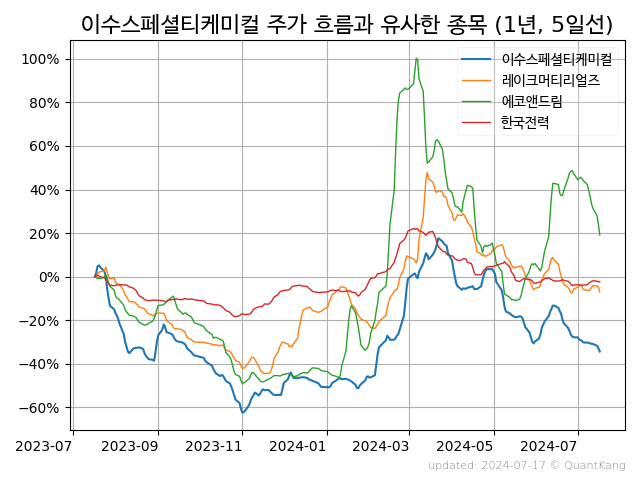 이수스페셜티케미컬 주가 흐름과 유사한 종목 (1년, 5일선)
이수스페셜티케미컬
레이크머티리얼즈
에코앤드림
한국전력
100%
80%
60%
40%
20%
0%
−20%
−40%
−60%
2023-07 2023-09 2023-11 2024-01 2024-03 2024-05 2024-07
updated: 2024-07-17 © QuantKang